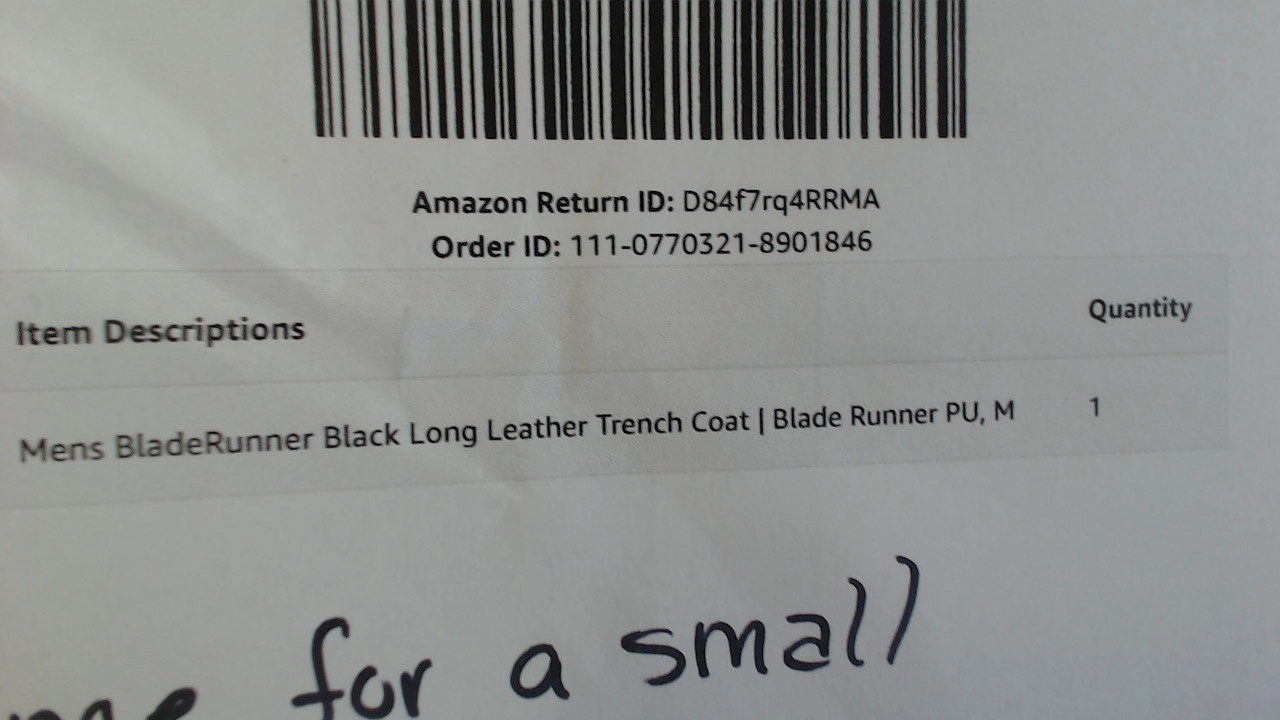 Amazon Return ID: D84f7rq4RRMA
Order ID: 111-0770321-8901846
Item Descriptions Quantity
Mens BladeRunner Black Long Leather Trench Coat | Blade Runner PU, M 1
for a small